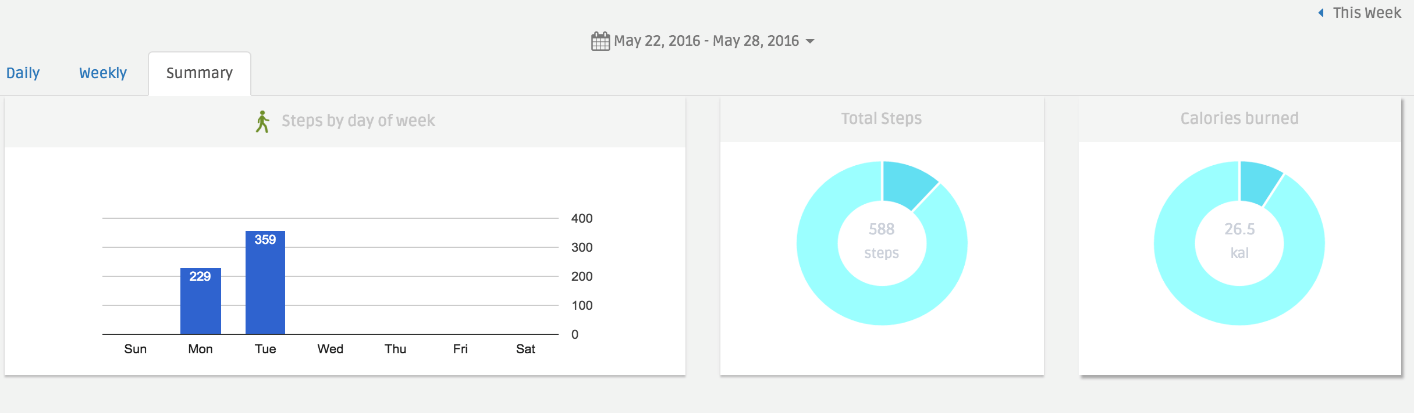 This Week
May 22, 2016 - May 28, 2016
Daily Weekly Summary
Steps by day of week
400
300
200
100
0
359
229
Sun Mon Tue Wed Thu Fri Sat
Total Steps
588
steps
Calories burned
26.5
kal